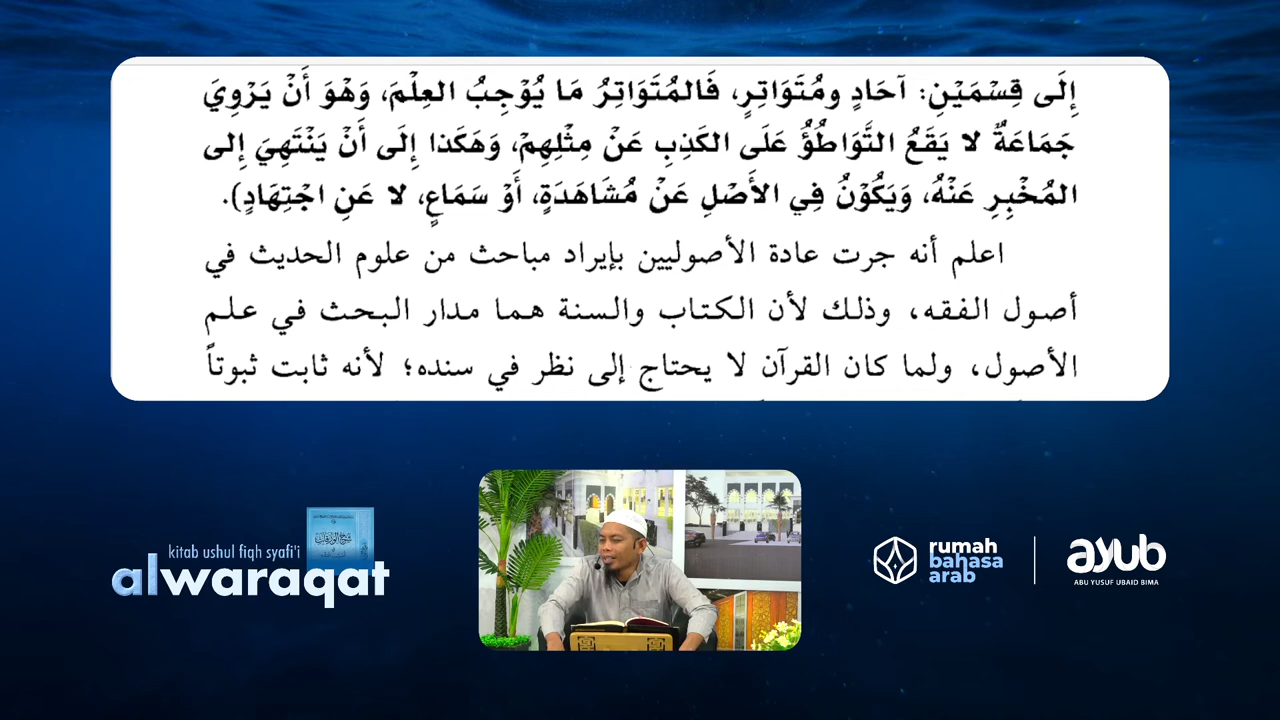 إِلَى قِسْمَيْنِ: آحَادٍ ومُتَوَاتِرٍ، فَالمُتَوَاتِرُ مَا يُوْجِبُ العِلْمَ، وَهْوَ أَنْ يَرْوِيَ
جَمَاعَةٌ لا يَقَعُ التَّوَاطُؤُ عَلَى الكَذِبِ عَنْ مِثْلِهِمْ، وَهَكَذا إِلَى أَنْ يَنْتَهِيَ إِلى
المُخْبِرِ عَنْهُ، وَيَكُوْنُ فِي الأَصْلِ عَنْ مُشَاهَدَةٍ، أَوْ سَمَاعٍ، لا عَنِ اجْتِهَادٍ).
اعلم أنه جرت عادة الأصوليين بإيراد مباحث من علوم الحديث في
أصول الفقه، وذلك لأن الكتاب والسنة هما مدار البحث في علم
الأصول، ولما كان القرآن لا يحتاج إلى نظر في سنده؛ لأنه ثابت ثبوتاً
kitab ushul fiqh syafi'i
alwaraqat
شرح الورقات
rumah
bahasa
arab
ayub
ABU YUSUF UBAID BIMA